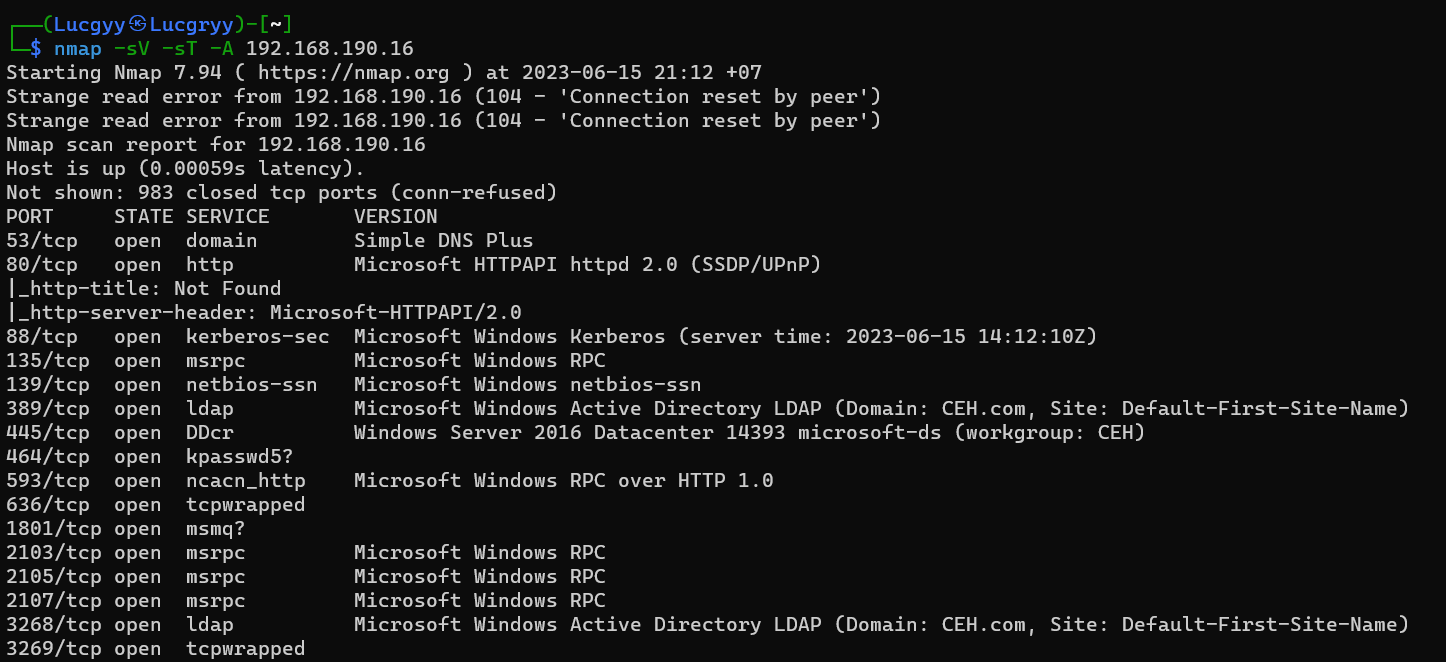 ┌──(Lucgyy㉿Lucgryy)-[~]
└─$ nmap -sV -sT -A 192.168.190.16
Starting Nmap 7.94 ( https://nmap.org ) at 2023-06-15 21:12 +07
Strange read error from 192.168.190.16 (104 - 'Connection reset by peer')
Strange read error from 192.168.190.16 (104 - 'Connection reset by peer')
Nmap scan report for 192.168.190.16
Host is up (0.00059s latency).
Not shown: 983 closed tcp ports (conn-refused)
PORT     STATE SERVICE       VERSION
53/tcp   open  domain        Simple DNS Plus
80/tcp   open  http          Microsoft HTTPAPI httpd 2.0 (SSDP/UPnP)
|_http-title: Not Found
|_http-server-header: Microsoft-HTTPAPI/2.0
88/tcp   open  kerberos-sec  Microsoft Windows Kerberos (server time: 2023-06-15 14:12:10Z)
135/tcp  open  msrpc         Microsoft Windows RPC
139/tcp  open  netbios-ssn   Microsoft Windows netbios-ssn
389/tcp  open  ldap          Microsoft Windows Active Directory LDAP (Domain: CEH.com, Site: Default-First-Site-Name)
445/tcp  open  DDcr          Windows Server 2016 Datacenter 14393 microsoft-ds (workgroup: CEH)
464/tcp  open  kpasswd5?
593/tcp  open  ncacn_http    Microsoft Windows RPC over HTTP 1.0
636/tcp  open  tcpwrapped
1801/tcp open  msmq?
2103/tcp open  msrpc         Microsoft Windows RPC
2105/tcp open  msrpc         Microsoft Windows RPC
2107/tcp open  msrpc         Microsoft Windows RPC
3268/tcp open  ldap          Microsoft Windows Active Directory LDAP (Domain: CEH.com, Site: Default-First-Site-Name)
3269/tcp open  tcpwrapped